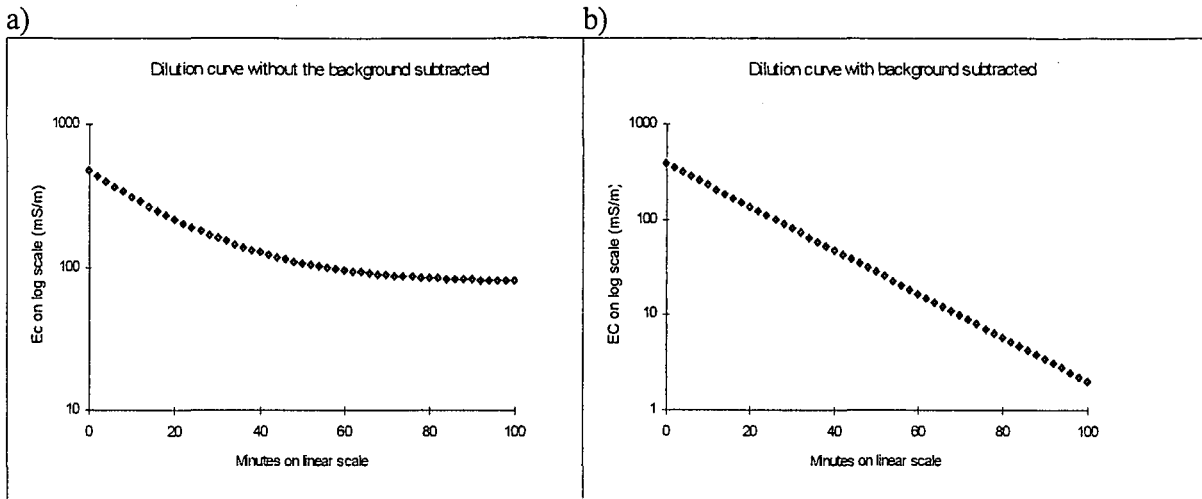 a)
Dilution curve without the background subtracted
1000
100
10
Ec on log scale (mS/m)
0 20 40 60 80 100
Minutes on linear scale
b)
Dilution curve with background subtracted
1000
100
10
1
EC on log scale (mS/m)
0 20 40 60 80 100
Minutes on linear scale